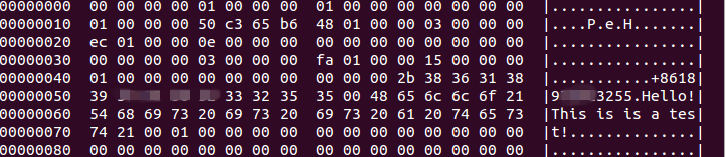 00000000 00 00 00 00 01 00 00 00 01 00 00 00 00 00 00 00 |................|
00000010 01 00 00 00 50 c3 65 b6 48 01 00 00 03 00 00 00 |....P.e.H.......|
00000020 ec 01 00 00 0e 00 00 00 00 00 00 00 00 00 00 00 |................|
00000030 00 00 00 00 03 00 00 00 fa 01 00 00 15 00 00 00 |................|
00000040 01 00 00 00 00 00 00 00 00 00 2b 38 36 31 38 |...........+8618
00000050 39 33 32 35 35 00 48 65 6c 6c 6f 21 9 3255.Hello!
00000060 54 68 69 73 20 69 73 20 69 73 20 61 20 74 65 73 |This is is a tes
00000070 74 21 00 01 00 00 00 00 00 00 00 00 00 00 00 00 |t!..............|
00000080 00 00 00 00 00 00 00 00 00 00 00 00 00 00 00 00 |................|